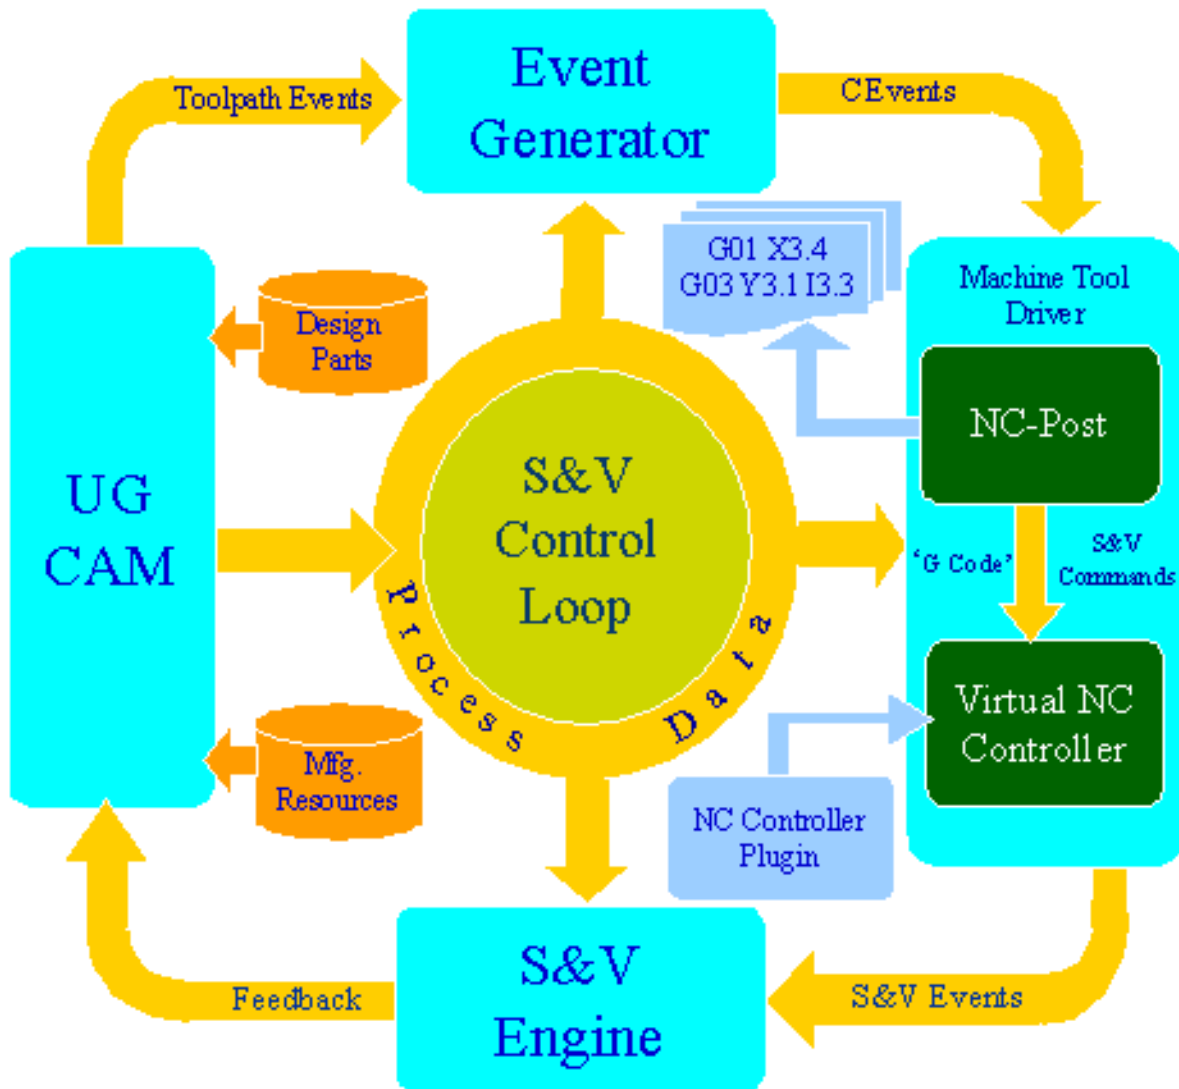 Event
Generator
Toolpath Events
CEvents
G01 X3.4
G03 Y3.1 I3.3
Machine Tool
Driver
Design
Parts
NC-Post
UG
CAM
S&V
Control
Loop
'G Code'
S&V
Commands
Process Data
Virtual NC
Controller
Mfg.
Resources
NC Controller
Plugin
S&V
Engine
Feedback
S&V Events